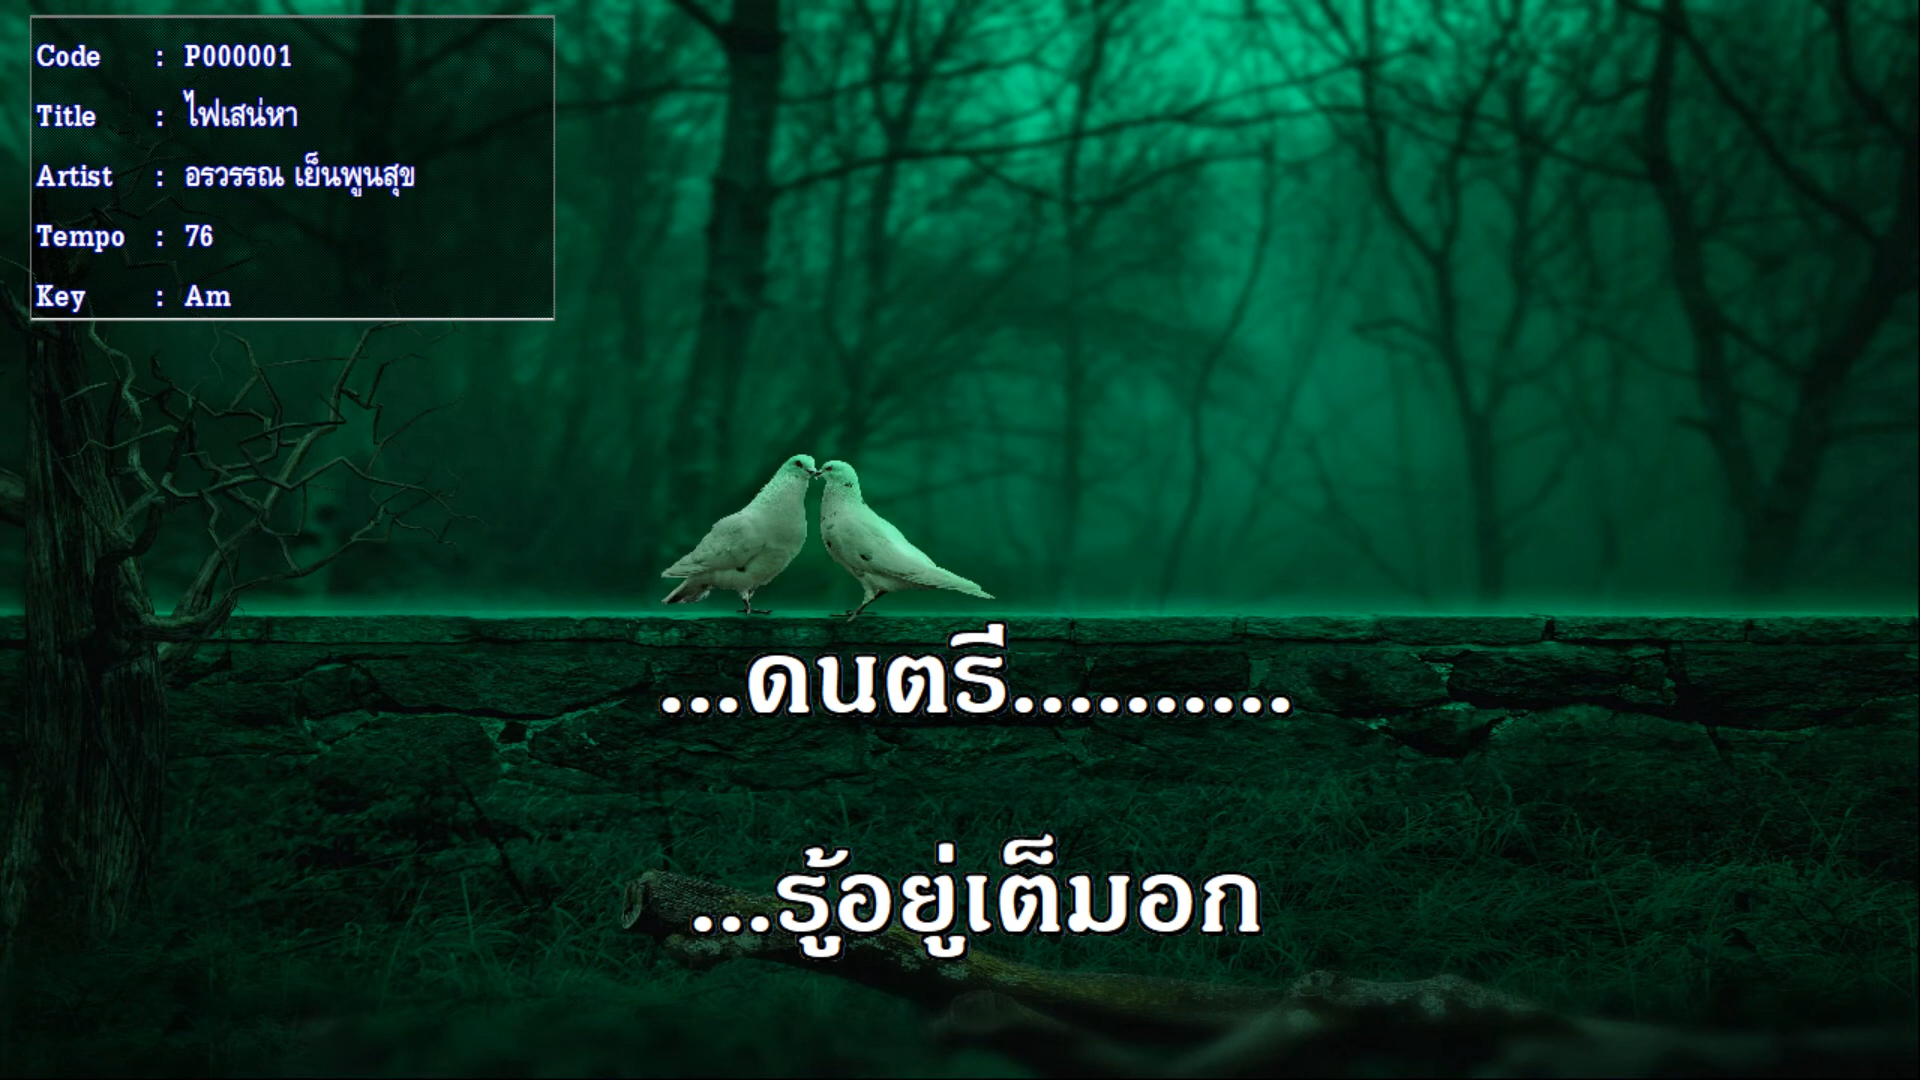 Code : P000001
Title : ไฟเสน่หา
Artist : อรวรรณ เย็นพูนสุข
Tempo : 76
Key : Am
...ดนตรี..........
...รู้อยู่เต็มอก